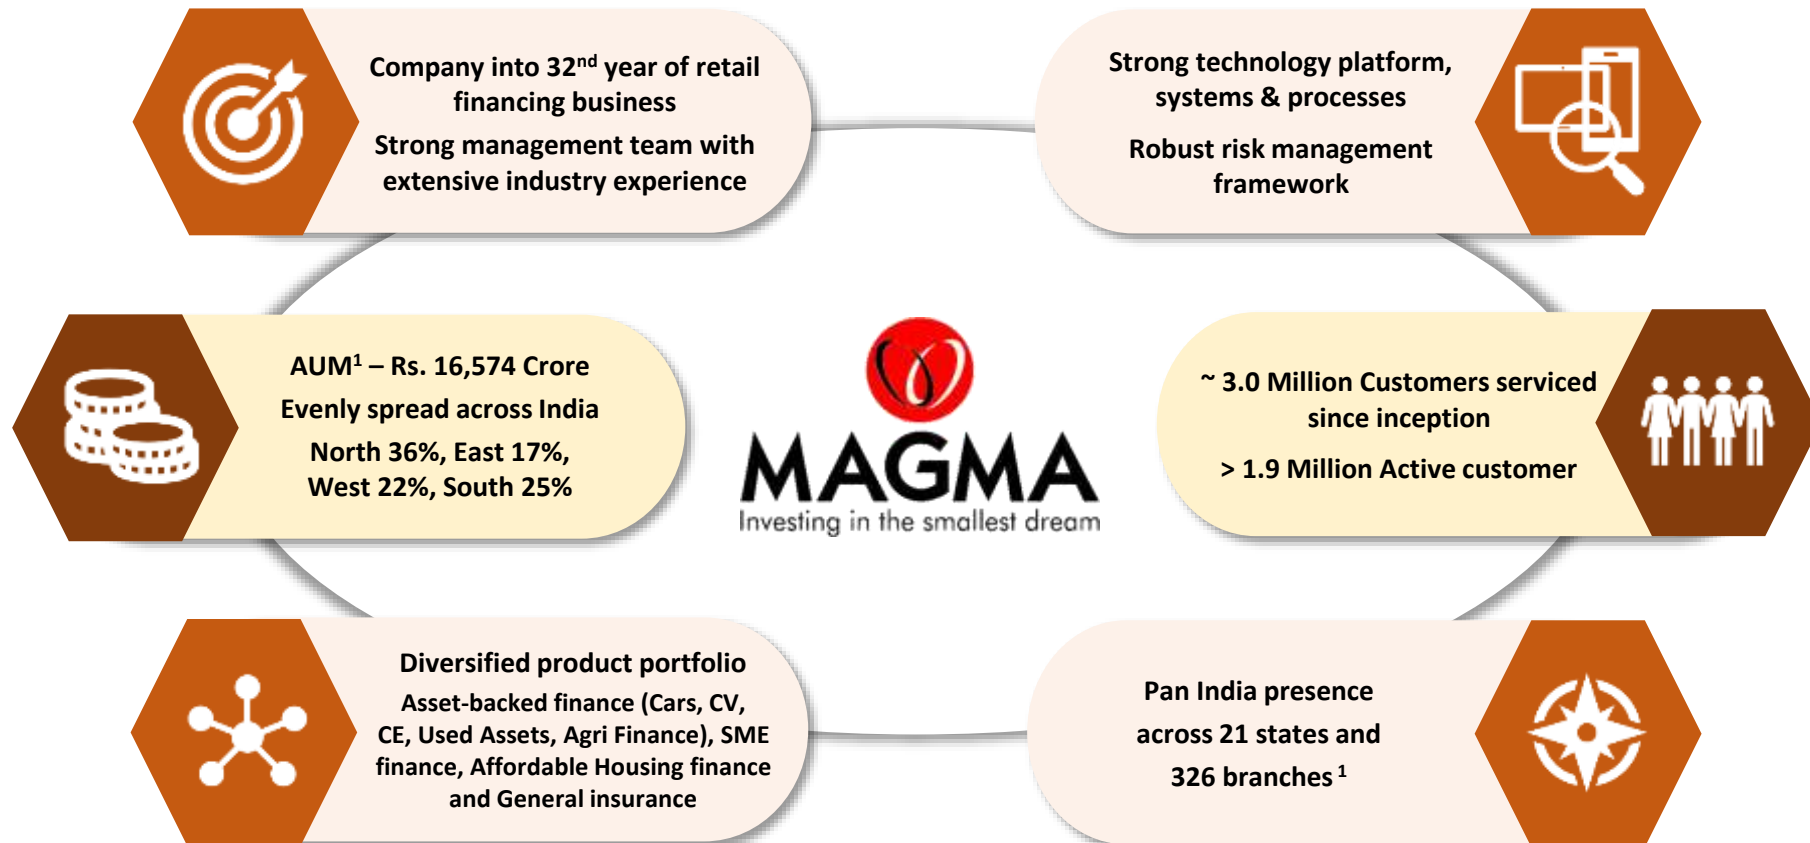 Company into 32nd year of retail
financing business
Strong management team with
extensive industry experience
Strong technology platform,
systems & processes
Robust risk management
framework
AUM1 – Rs. 16,574 Crore
Evenly spread across India
North 36%, East 17%,
West 22%, South 25%
MAGMA
Investing in the smallest dream
~ 3.0 Million Customers serviced
since inception
> 1.9 Million Active customer
Diversified product portfolio
Asset-backed finance (Cars, CV,
CE, Used Assets, Agri Finance), SME
finance, Affordable Housing finance
and General insurance
Pan India presence
across 21 states and
326 branches 1